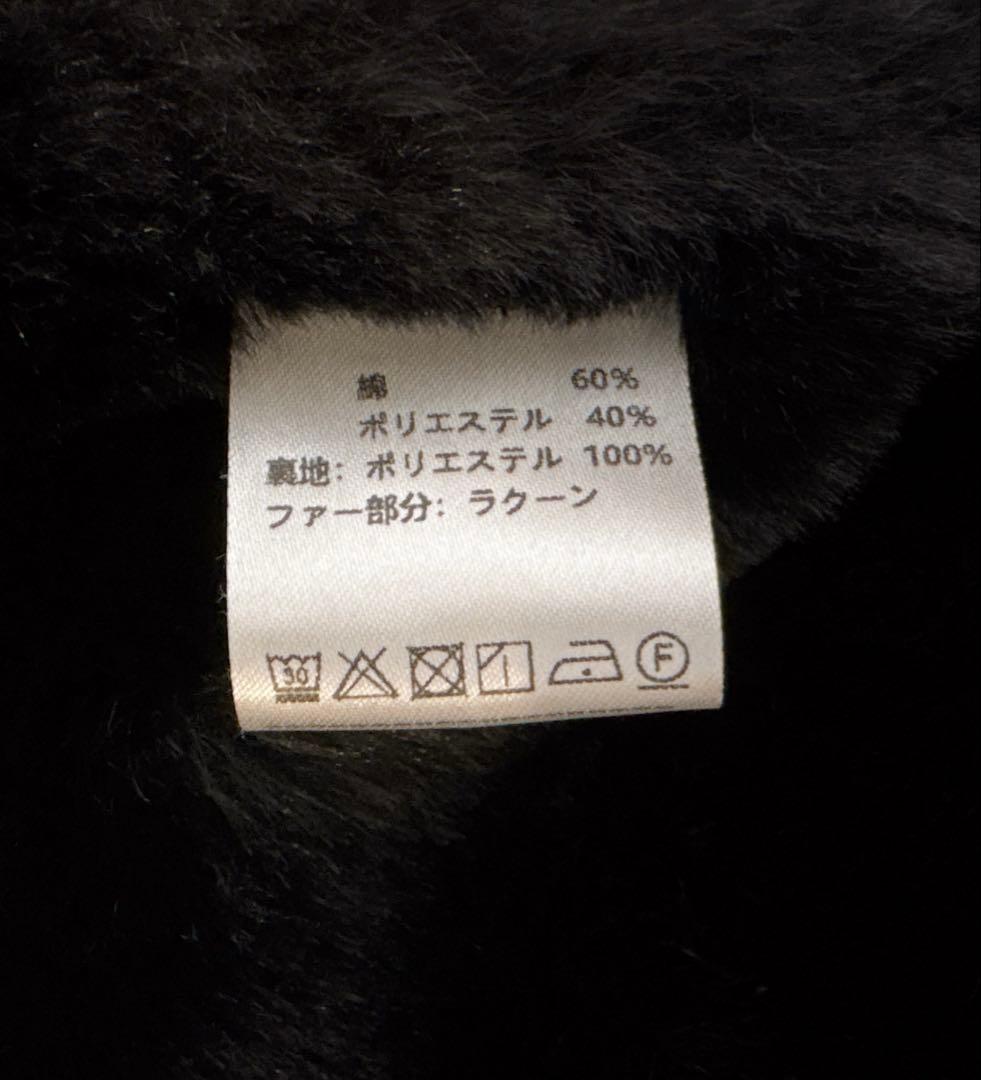 綿 60%
ポリエステル 40%
裏地: ポリエステル 100%
ファー部分: ラクーン
30 F